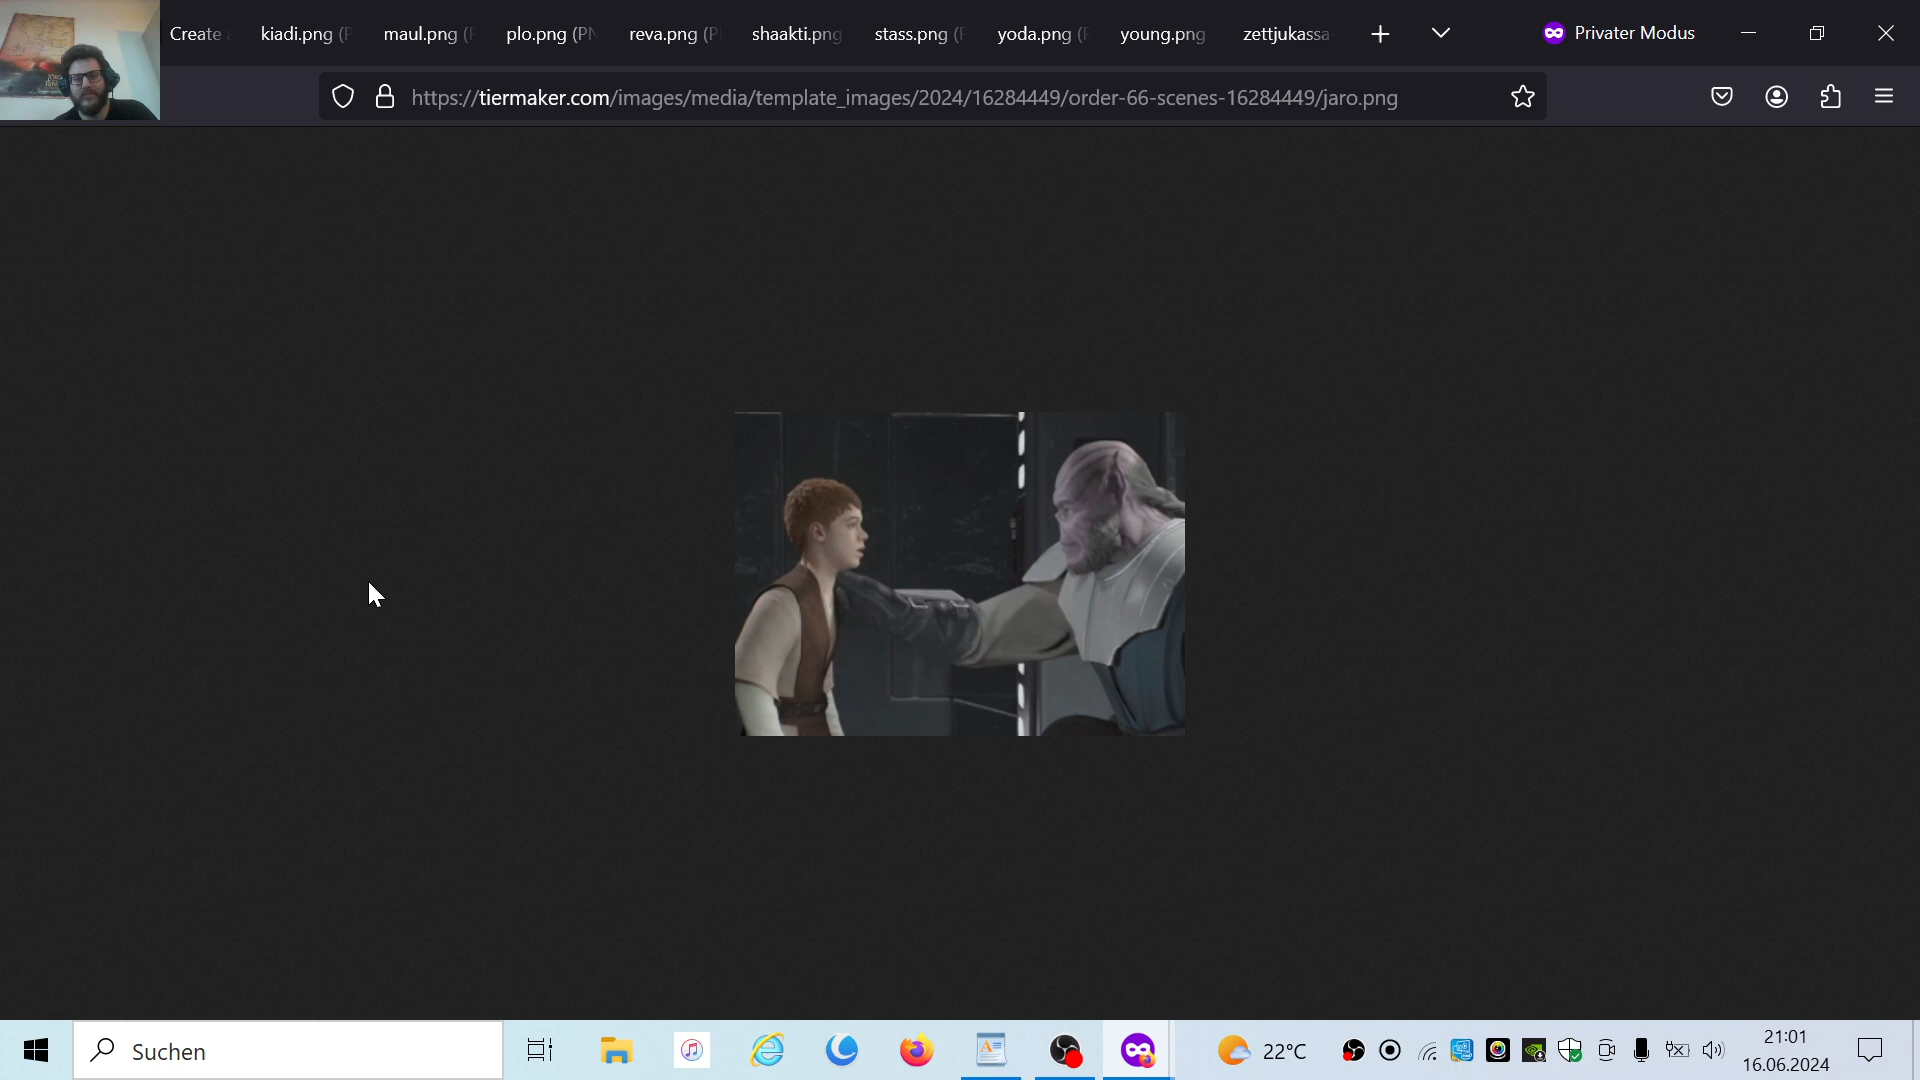 Create
kiadi.png (P
maul.png (
plo.png (PN
reva.png (P
shaakti.png
stass.png (
yoda.png (
young.png
zettjukassa
Privater Modus
https://tiermaker.com/images/media/template_images/2024/16284449/order-66-scenes-16284449/jaro.png
Suchen
22°C
21:01
16.06.2024